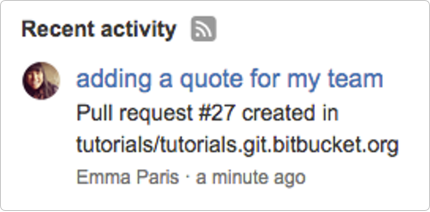 Recent activity
adding a quote for my team
Pull request #27 created in
tutorials/tutorials.git.bitbucket.org
Emma Paris · a minute ago